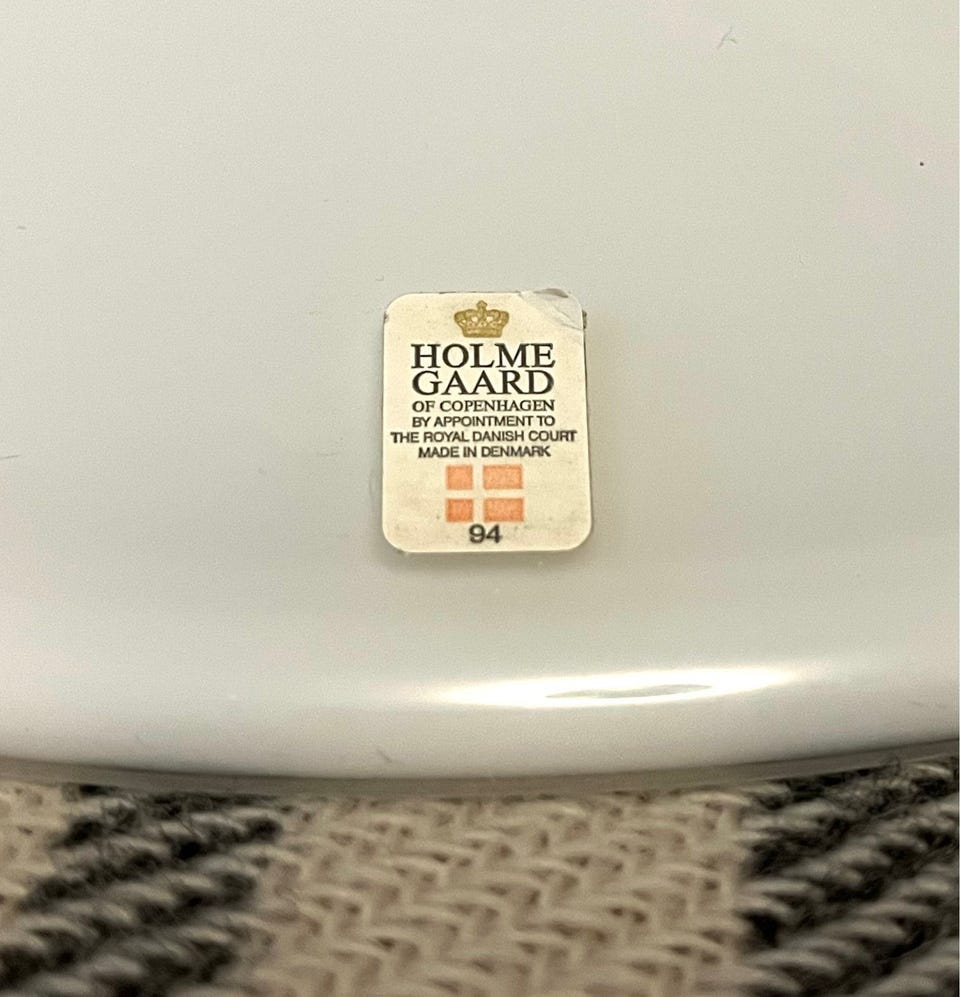 HOLME
GAARD
OF COPENHAGEN
BY APPOINTMENT TO
THE ROYAL DANISH COURT
MADE IN DENMARK
94